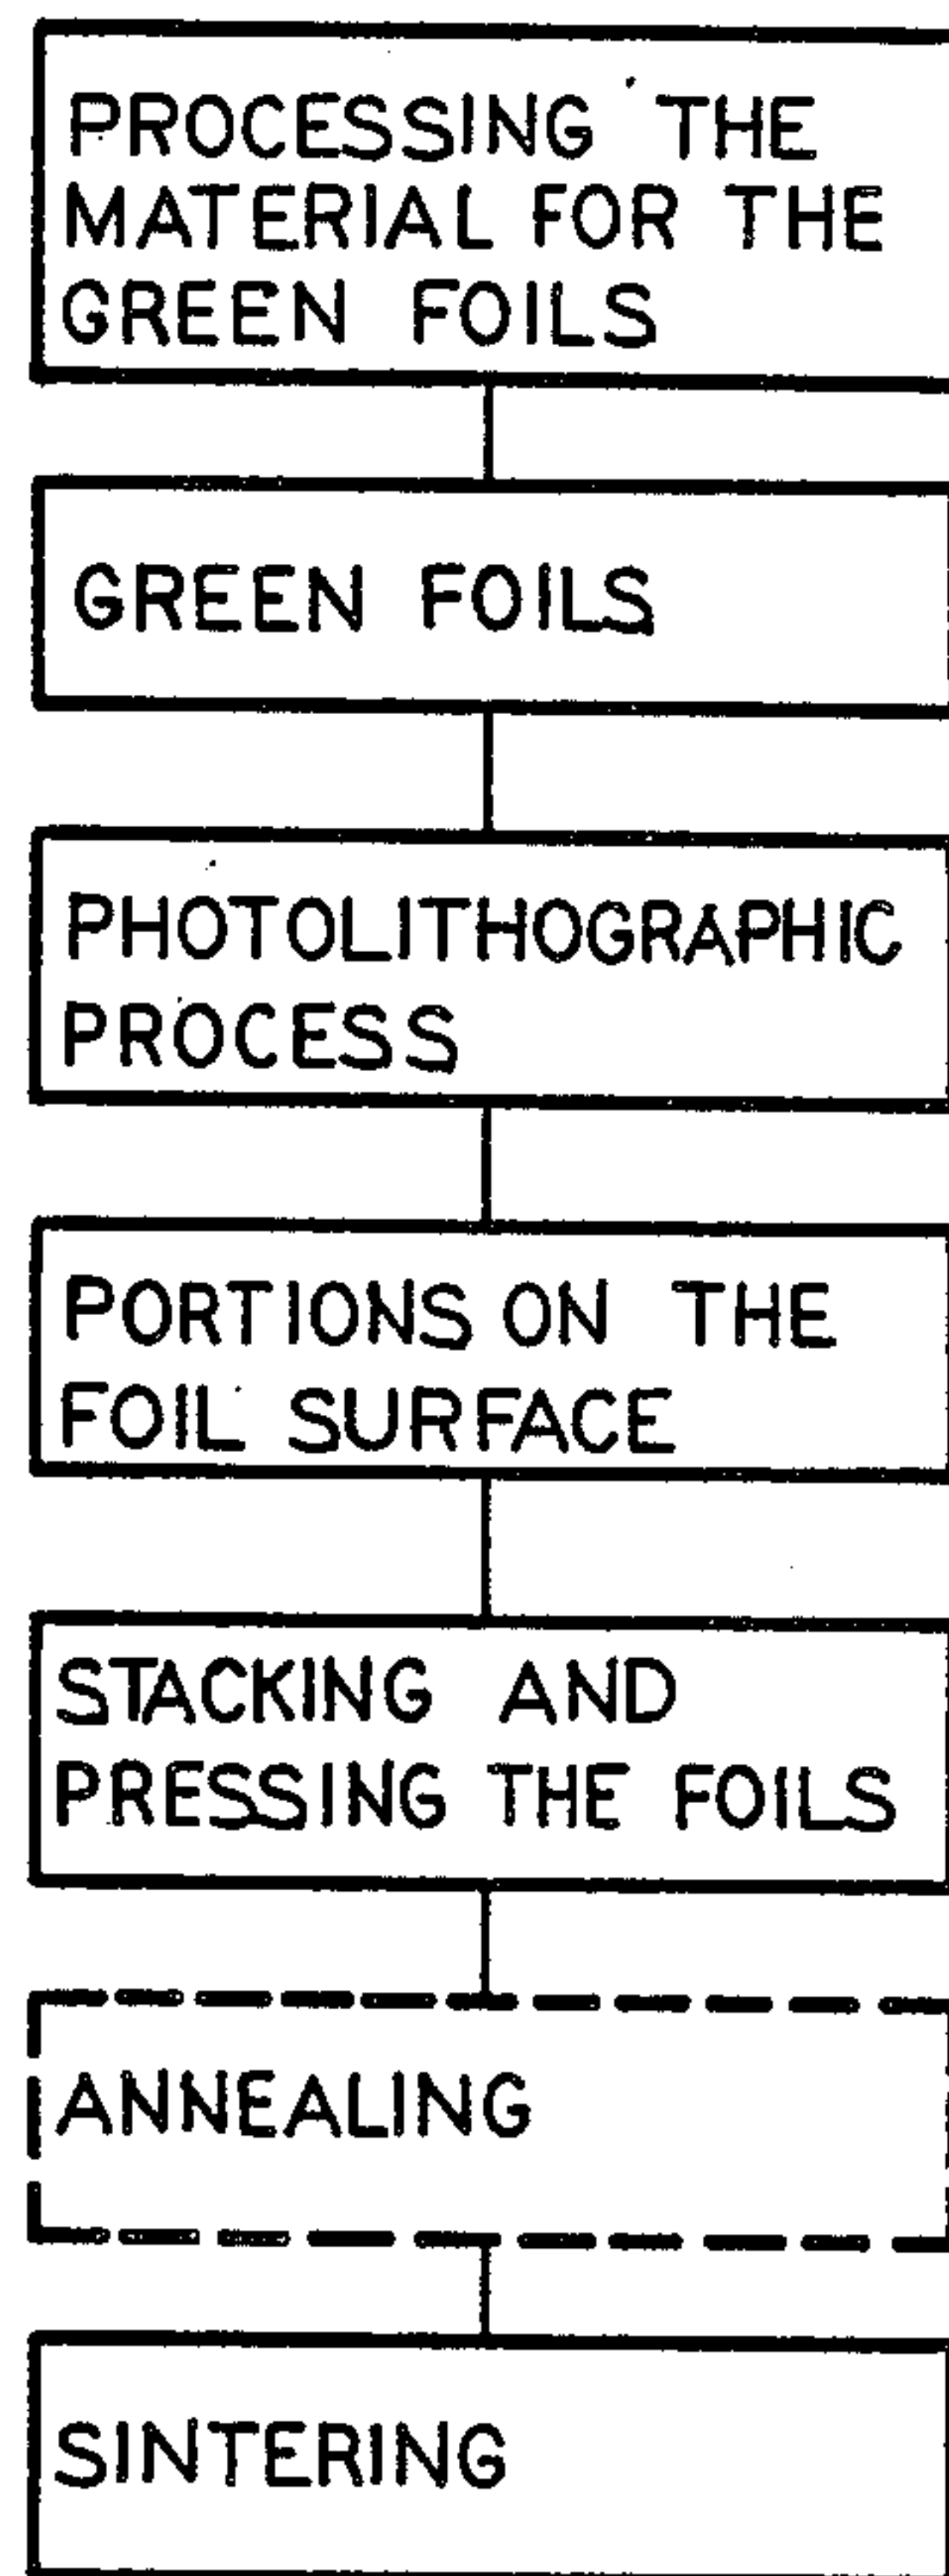 PROCESSING THE
MATERIAL FOR THE
GREEN FOILS
GREEN FOILS
PHOTOLITHOGRAPHIC
PROCESS
PORTIONS ON THE
FOIL SURFACE
STACKING AND
PRESSING THE FOILS
ANNEALING
SINTERING